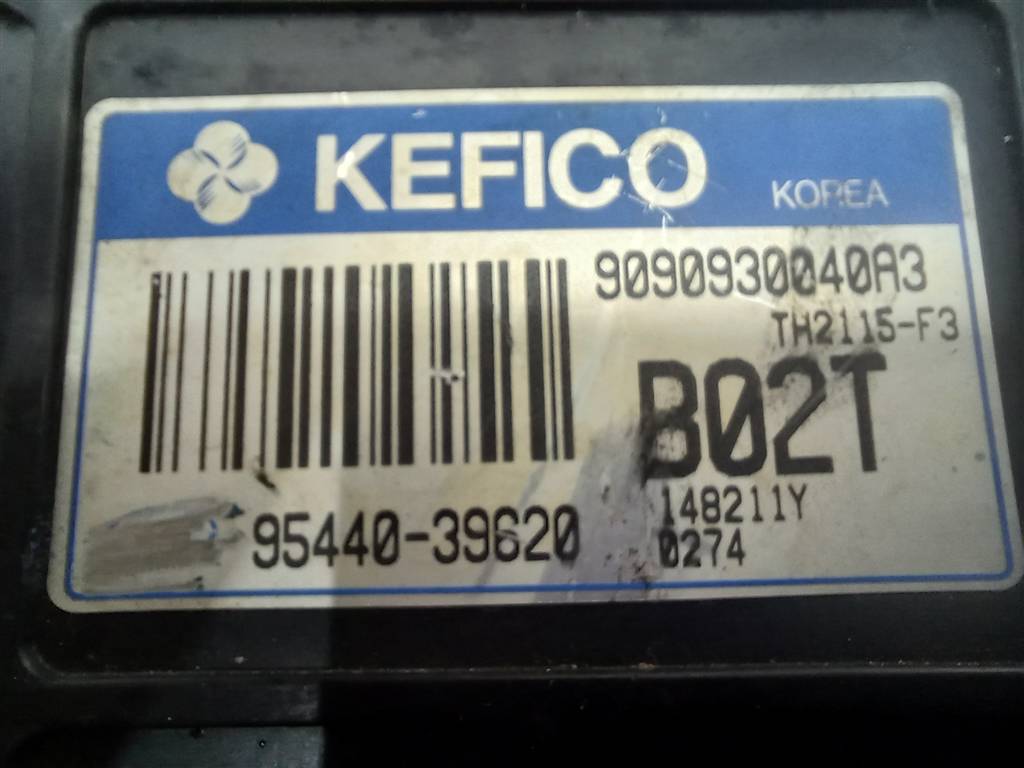 KEFICO KOREA
9090930040A3
TH2115-F3
B02T
95440-39620
148211Y
0274